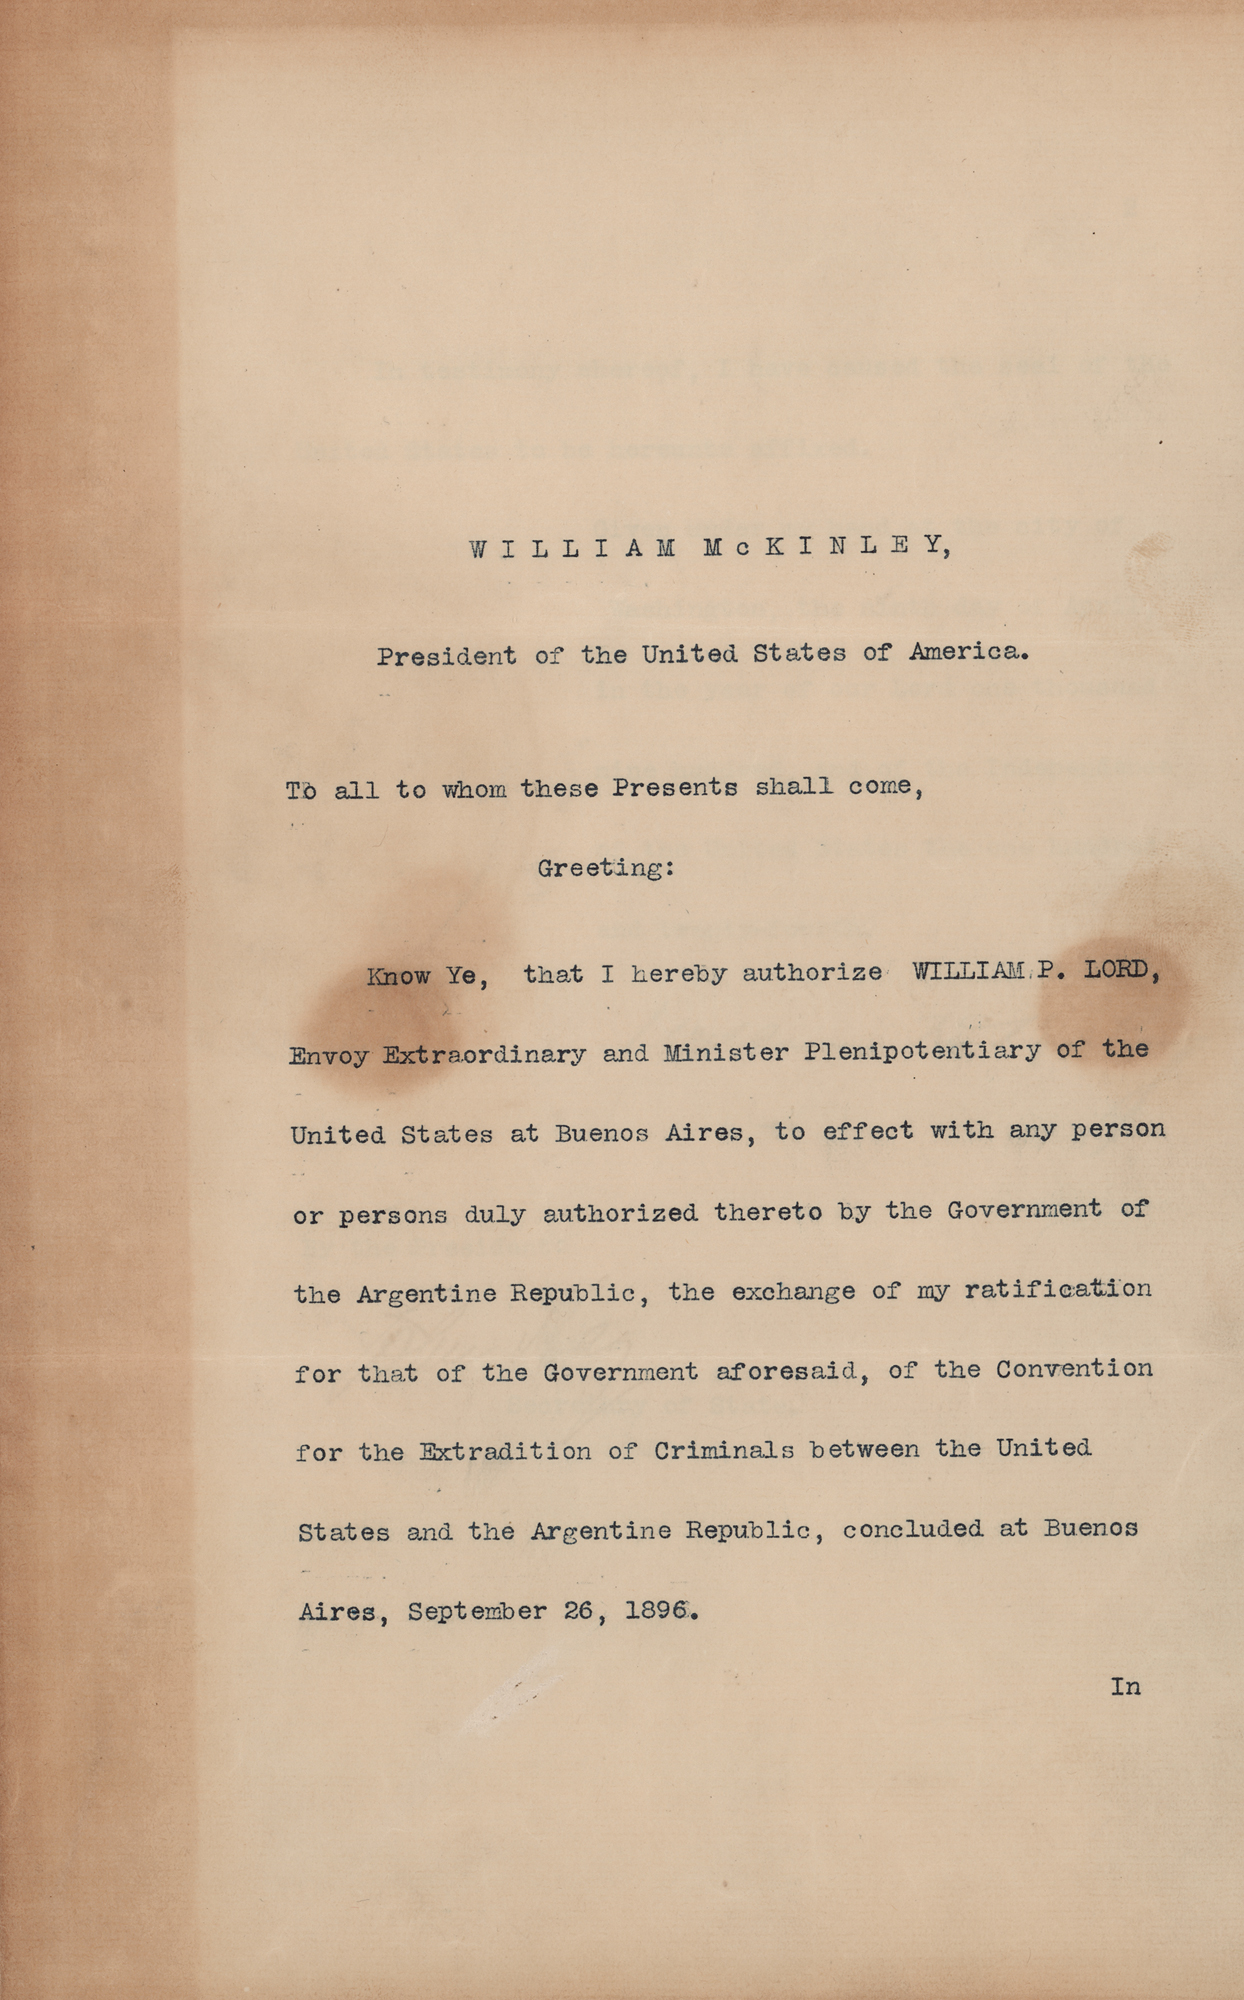 WILLIAM McKINLEY,
President of the United States of America.
To all to whom these Presents shall come,
Greeting:
Know Ye, that I hereby authorize WILLIAM P. LORD,
Envoy Extraordinary and Minister Plenipotentiary of the
United States at Buenos Aires, to effect with any person
or persons duly authorized thereto by the Government of
the Argentine Republic, the exchange of my ratification
for that of the Government aforesaid, of the Convention
for the Extradition of Criminals between the United
States and the Argentine Republic, concluded at Buenos
Aires, September 26, 1896.
In